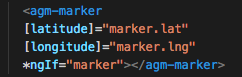 <agm-marker
[latitude]="marker.lat"
[longitude]="marker.lng"
*ngIf="marker"></agm-marker>